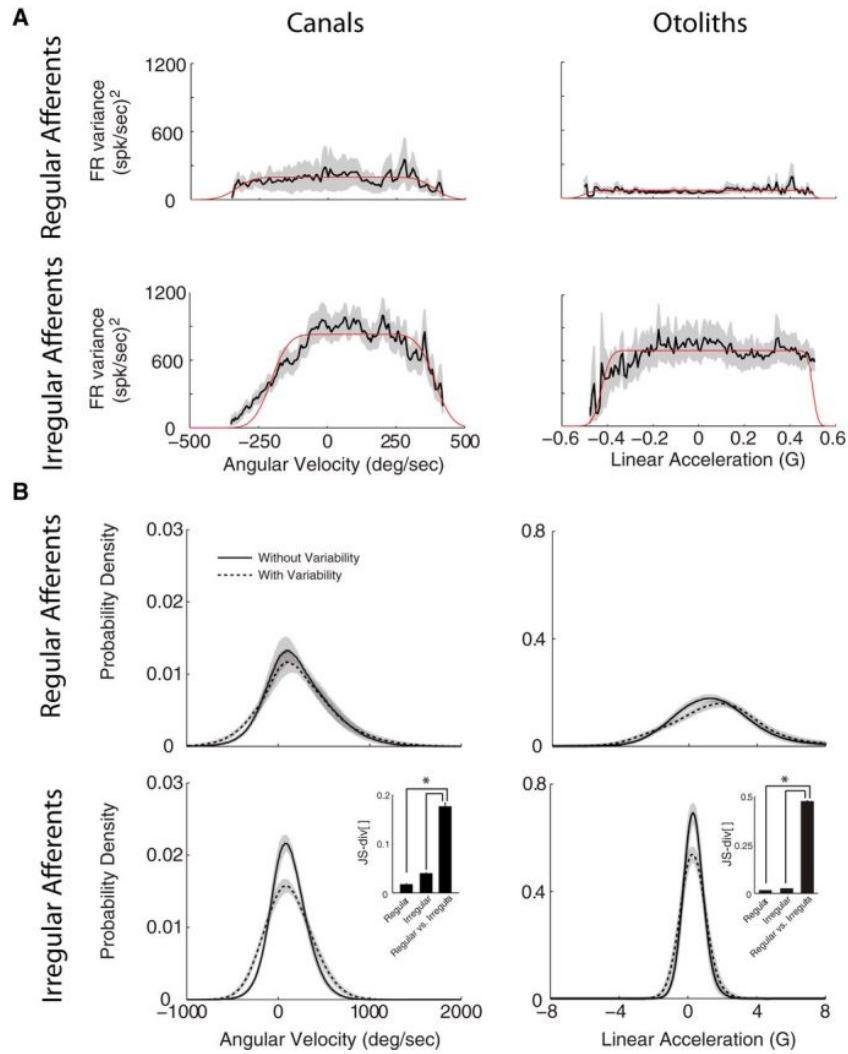 A
Canals
Otoliths
Regular Afferents
FR variance
(spk/sec)2
1200
600
0
Irregular Afferents
FR variance
(spk/sec)2
1200
600
0
−500
−250
0
250
500
Angular Velocity (deg/sec)
−0.6
−0.4
−0.2
0
0.2
0.4
0.6
Linear Acceleration (G)
B
Regular Afferents
Probability Density
0.03
0.02
0.01
0
Without Variability
With Variability
0.8
0.4
0
Irregular Afferents
Probability Density
0.03
0.02
0.01
0
−1000
0
1000
2000
Angular Velocity (deg/sec)
*
JS-div[ ]
0.2
0.1
0
Regular
Irregular
Regular vs. Irregula
0.8
0.4
0
−8
−4
0
4
8
Linear Acceleration (G)
*
JS-div[ ]
0.5
0.25
0
Regular
Irregular
Regular vs. Irregula